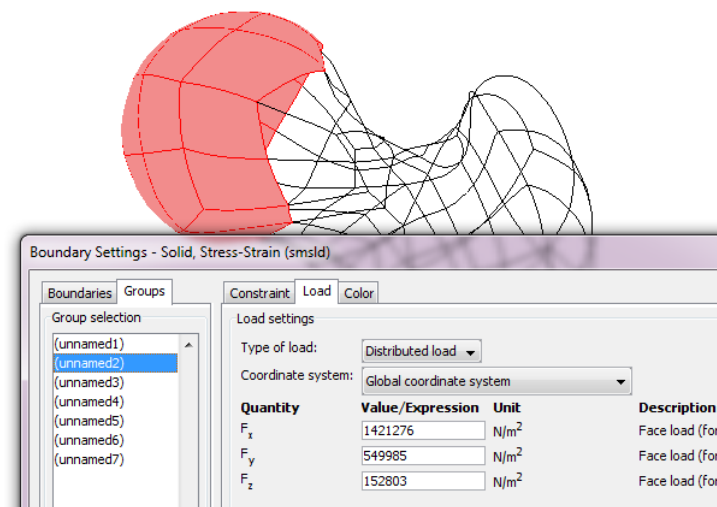 Boundary Settings - Solid, Stress-Strain (smsld)
Boundaries Groups
Constraint Load Color
Group selection
(unnamed1)
(unnamed2)
(unnamed3)
(unnamed4)
(unnamed5)
(unnamed6)
(unnamed7)
Load settings
Type of load: Distributed load
Coordinate system: Global coordinate system
Quantity Value/Expression Unit Description
Fx 1421276 N/m² Face load (for
Fy 549985 N/m² Face load (for
Fz 152803 N/m² Face load (for